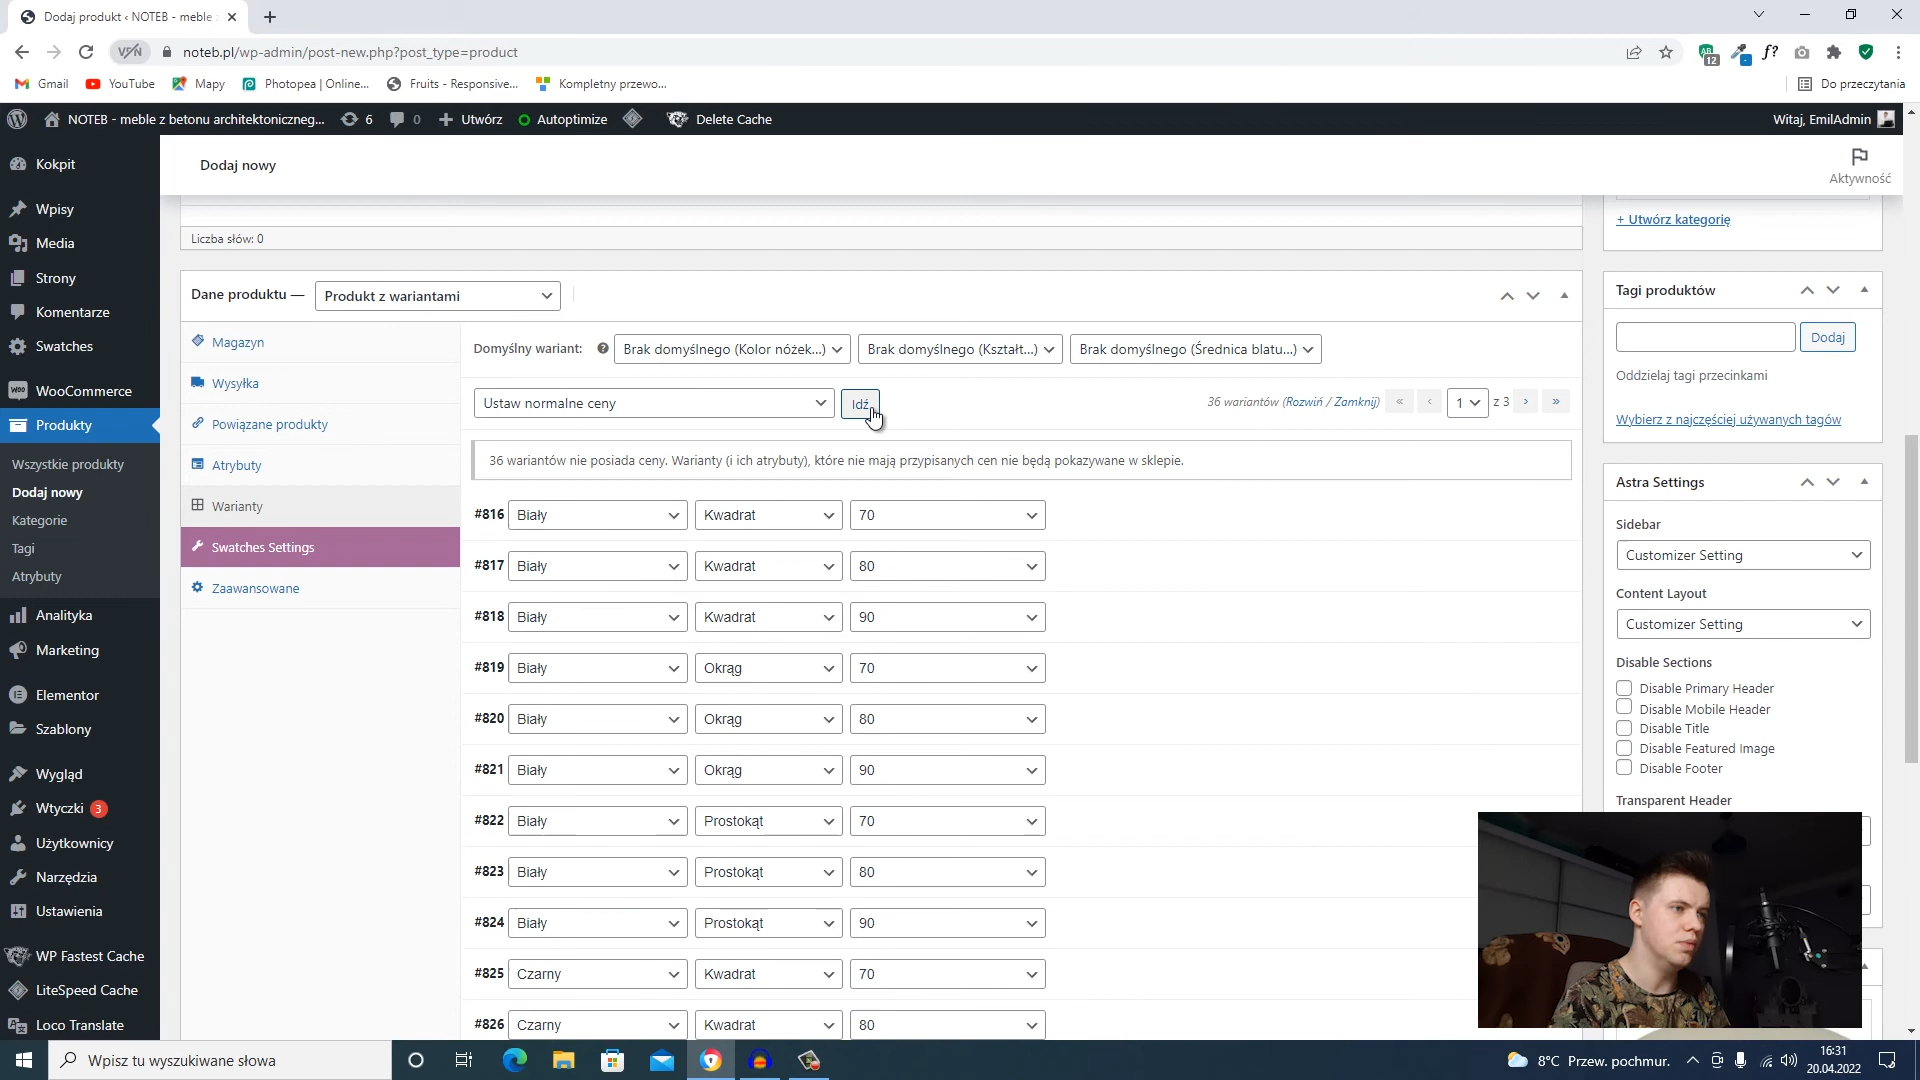 Dodaj produkt ‹ NOTEB - meble
noteb.pl/wp-admin/post-new.php?post_type=product
12
f?
Gmail
YouTube
Mapy
Photopea | Online...
Fruits - Responsive...
Kompletny przewo...
Do przeczytania
NOTEB - meble z betonu architektoniczneg...
6
0
Utwórz
Autoptimize
Delete Cache
Witaj, EmilAdmin
Kokpit
Wpisy
Media
Strony
Komentarze
Swatches
WooCommerce
Produkty
Wszystkie produkty
Dodaj nowy
Kategorie
Tagi
Atrybuty
Analityka
Marketing
Elementor
Szablony
Wygląd
Wtyczki 3
Użytkownicy
Narzędzia
Ustawienia
WP Fastest Cache
LiteSpeed Cache
Loco Translate
Dodaj nowy
Aktywność
Liczba słów: 0
Dane produktu —
Produkt z wariantami
Magazyn
Wysyłka
Powiązane produkty
Atrybuty
Warianty
Swatches Settings
Zaawansowane
Domyślny wariant:
Brak domyślnego (Kolor nóżek...)
Brak domyślnego (Kształt...)
Brak domyślnego (Średnica blatu...)
Ustaw normalne ceny
Idź
36 wariantów (Rozwiń / Zamknij)
« ‹ 1 z 3 › »
36 wariantów nie posiada ceny. Warianty (i ich atrybuty), które nie mają przypisanych cen nie będą pokazywane w sklepie.
#816 Biały Kwadrat 70
#817 Biały Kwadrat 80
#818 Biały Kwadrat 90
#819 Biały Okrąg 70
#820 Biały Okrąg 80
#821 Biały Okrąg 90
#822 Biały Prostokąt 70
#823 Biały Prostokąt 80
#824 Biały Prostokąt 90
#825 Czarny Kwadrat 70
#826 Czarny Kwadrat 80
+ Utwórz kategorię
Tagi produktów
Dodaj
Oddzielaj tagi przecinkami
Wybierz z najczęściej używanych tagów
Astra Settings
Sidebar
Customizer Setting
Content Layout
Customizer Setting
Disable Sections
Disable Primary Header
Disable Mobile Header
Disable Title
Disable Featured Image
Disable Footer
Transparent Header
Wpisz tu wyszukiwane słowa
8°C Przew. pochmur.
16:31
20.04.2022